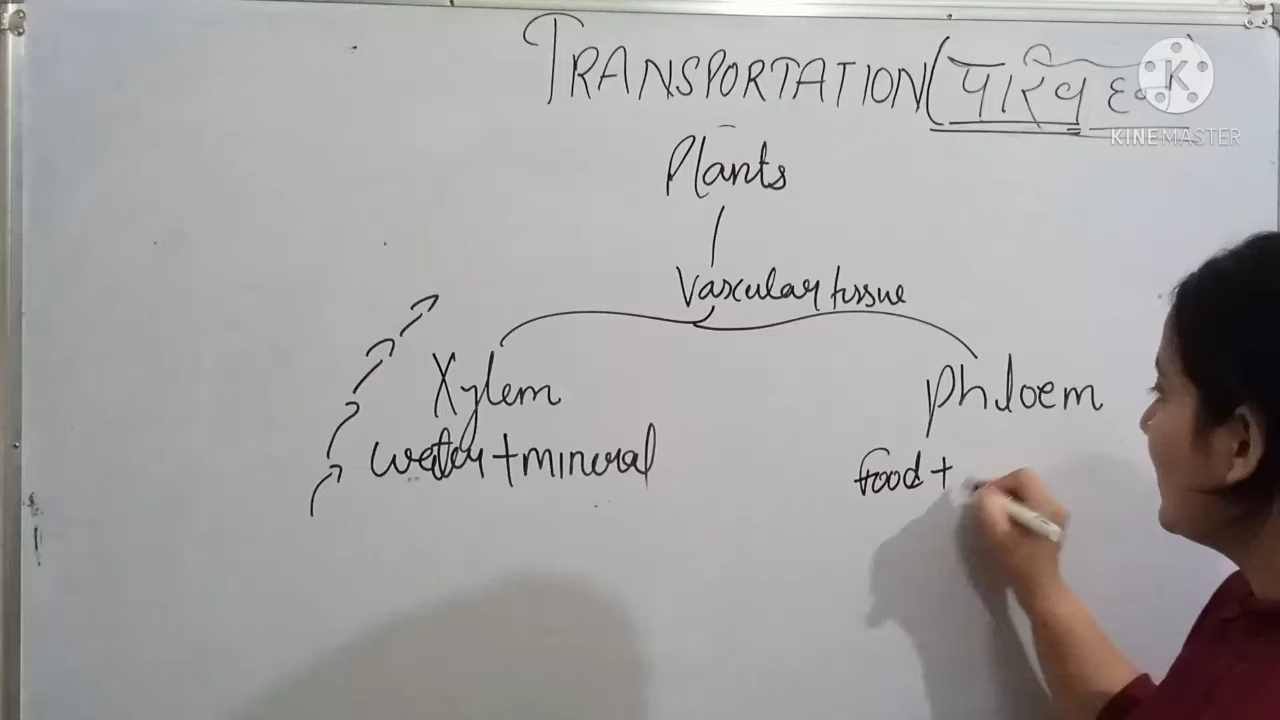 TRANSPORTATION (परिवहन)
Plants
Vascular tissue
Xylem
Phloem
water + mineral
food +
K
KINEMASTER